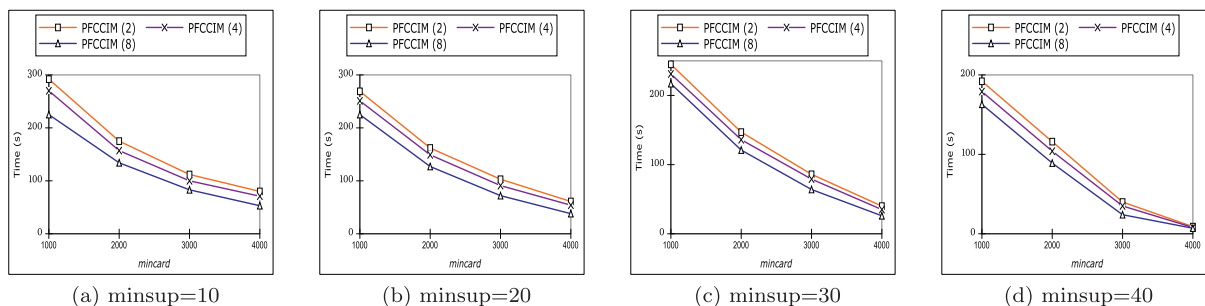 PFCCIM (2) PFCCIM (4)
PFCCIM (8)
300
200
100
0
Time (s)
1000 2000 3000 4000
mincard
(a) minsup=10
PFCCIM (2) PFCCIM (4)
PFCCIM (8)
300
200
100
0
Time (s)
1000 2000 3000 4000
mincard
(b) minsup=20
PFCCIM (2) PFCCIM (4)
PFCCIM (8)
200
100
0
Time (s)
1000 2000 3000 4000
mincard
(c) minsup=30
PFCCIM (2) PFCCIM (4)
PFCCIM (8)
200
100
0
Time (s)
1000 2000 3000 4000
mincard
(d) minsup=40